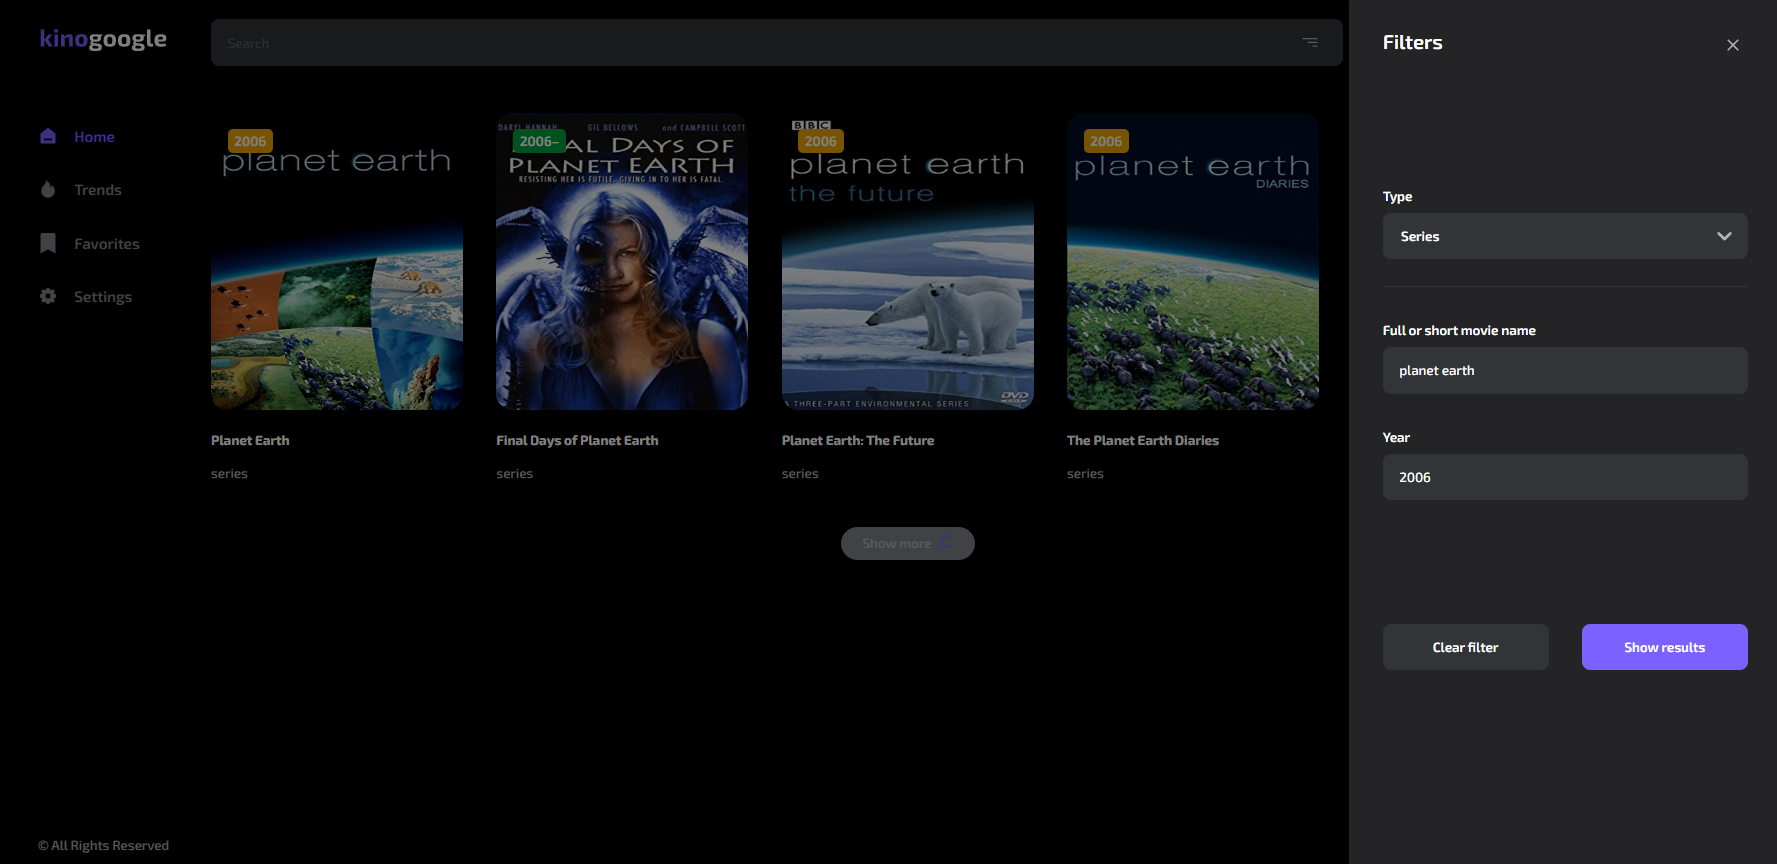 kinogoogle
Search
Home
Trends
Favorites
Settings
2006
planet earth
Planet Earth
series
DARYL HANNAH GIL BELLOWS and CAMPBELL SCOTT
2006–
AL DAYS OF
PLANET EARTH
RESISTING HER IS FUTILE. GIVING IN TO HER IS FATAL.
Final Days of Planet Earth
series
BBC
2006
planet earth
the future
A THREE-PART ENVIRONMENTAL SERIES
DVD
Planet Earth: The Future
series
2006
planet earth
DIARIES
The Planet Earth Diaries
series
Show more
© All Rights Reserved
Filters
Type
Series
Full or short movie name
planet earth
Year
2006
Clear filter
Show results